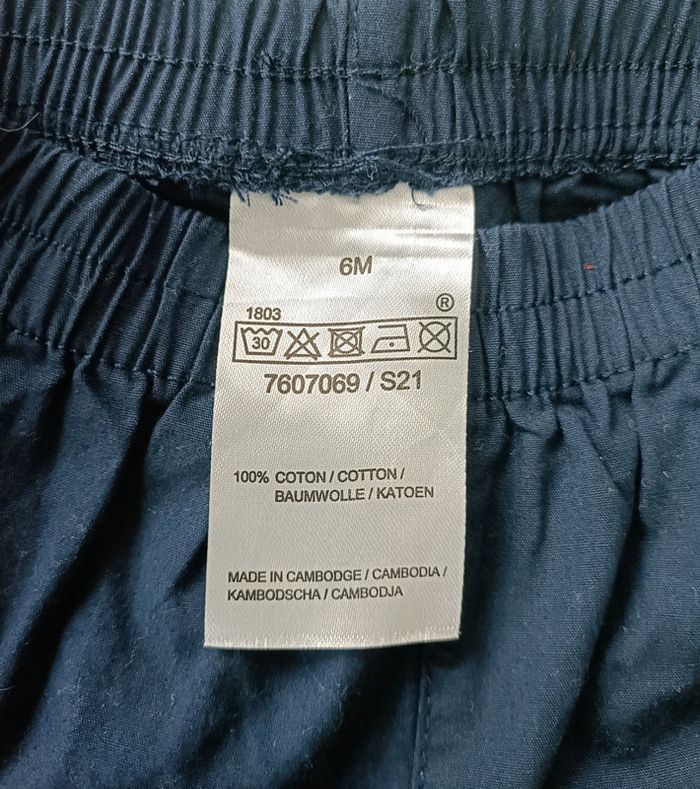 6M
1803 ®
30
7607069 / S21
100% COTON / COTTON /
BAUMWOLLE / KATOEN
MADE IN CAMBODGE / CAMBODIA /
KAMBODSCHA / CAMBODJA